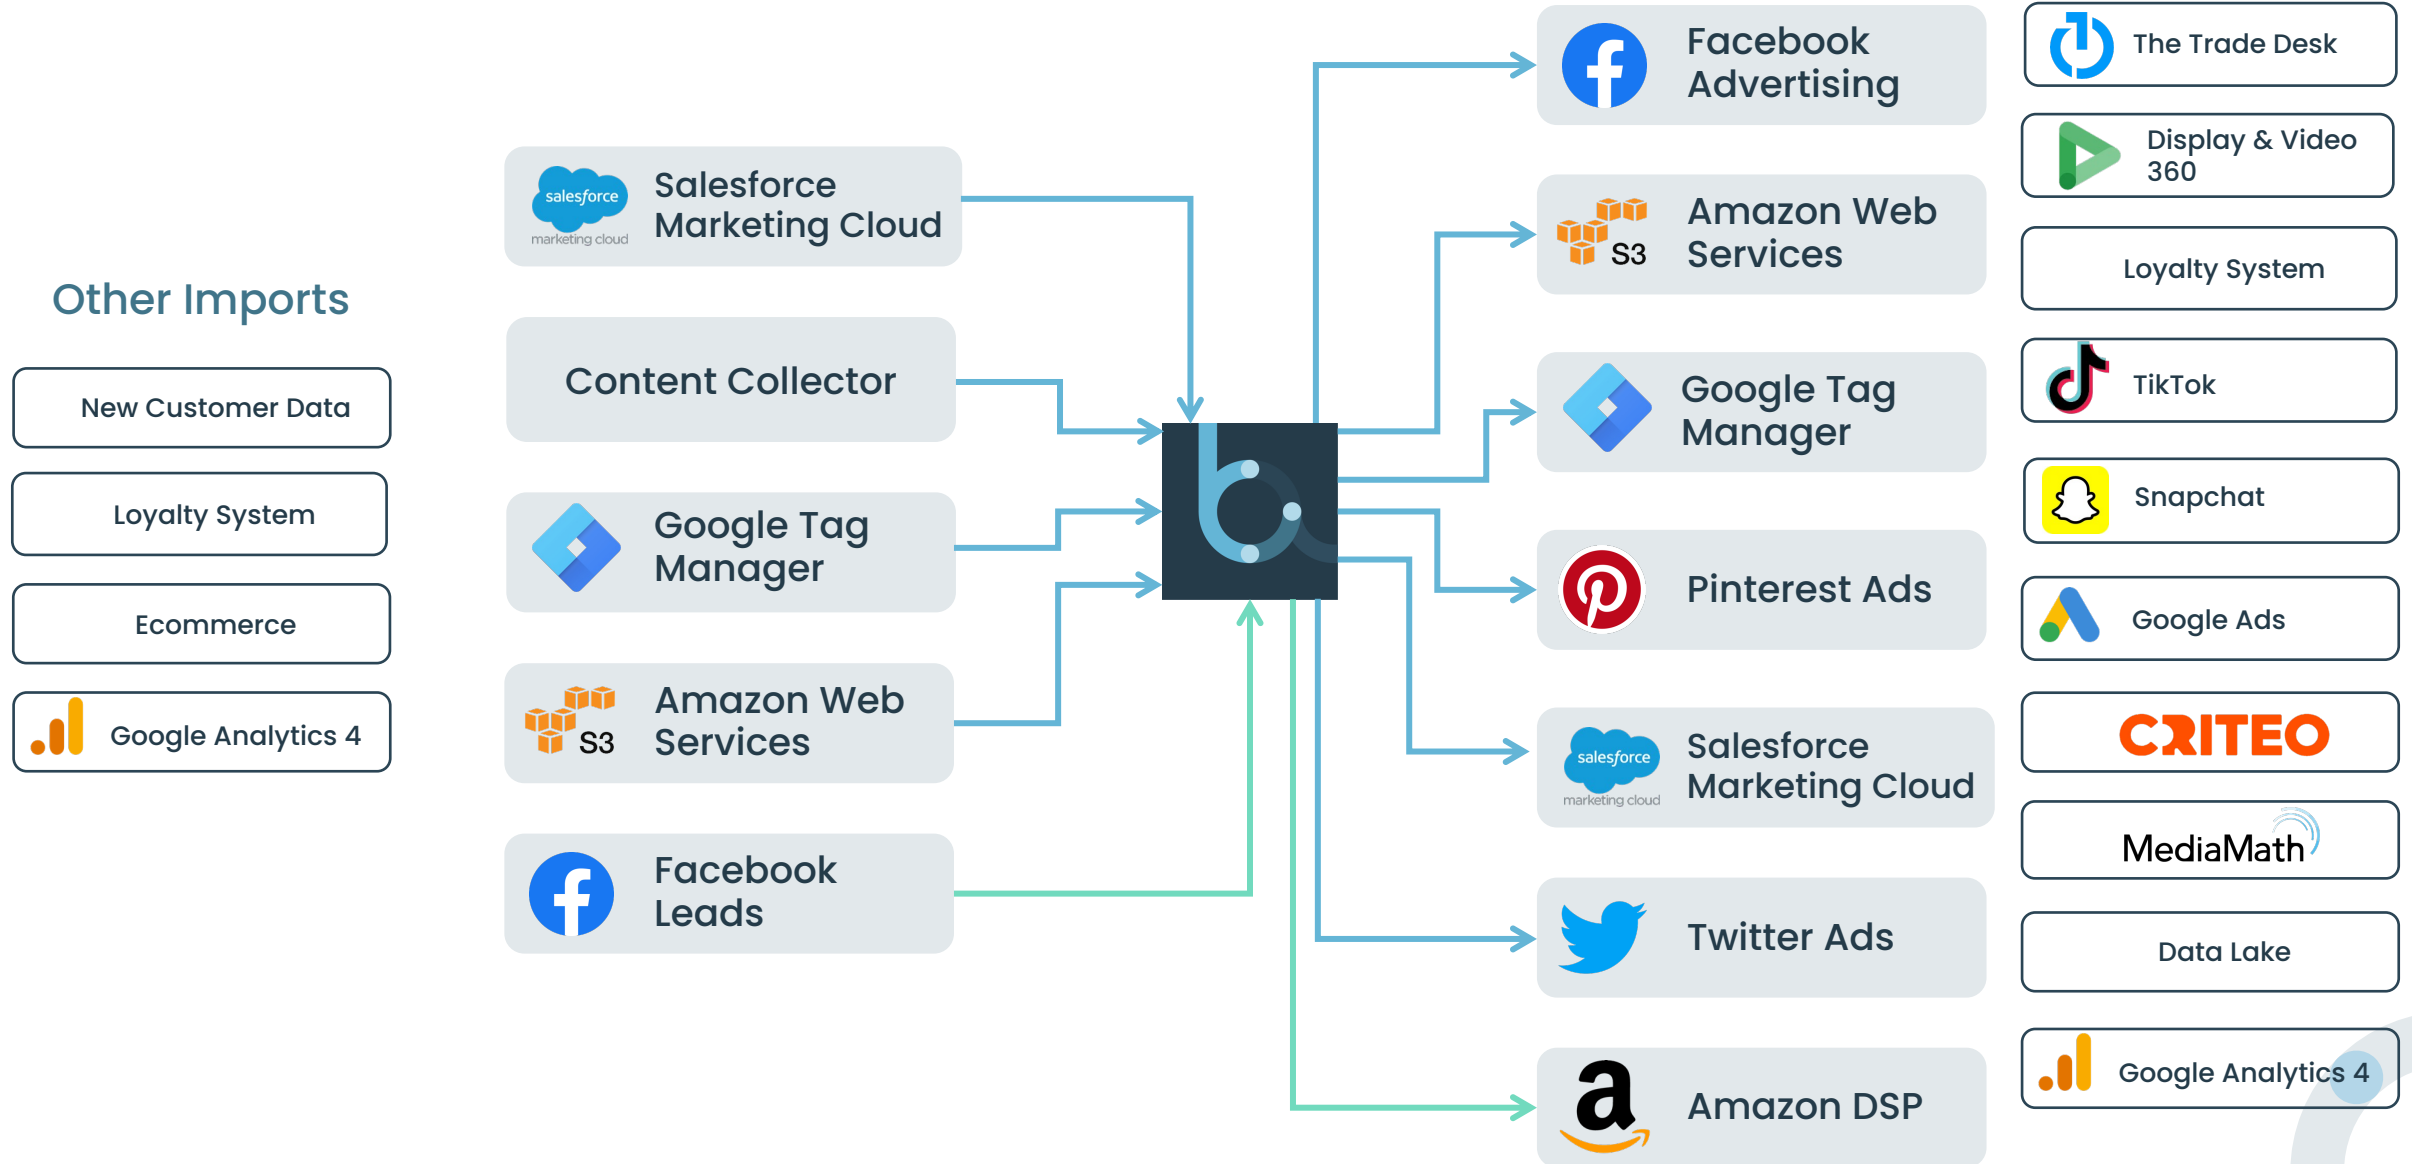 Other Imports
New Customer Data
Loyalty System
Ecommerce
Google Analytics 4
salesforce
marketing cloud
Salesforce
Marketing Cloud
Content Collector
Google Tag
Manager
S3
Amazon Web
Services
Facebook
Leads
Facebook
Advertising
S3
Amazon Web
Services
Google Tag
Manager
Pinterest Ads
salesforce
marketing cloud
Salesforce
Marketing Cloud
Twitter Ads
a
Amazon DSP
The Trade Desk
Display & Video
360
Loyalty System
TikTok
Snapchat
Google Ads
CRITEO
MediaMath
Data Lake
Google Analytics 4